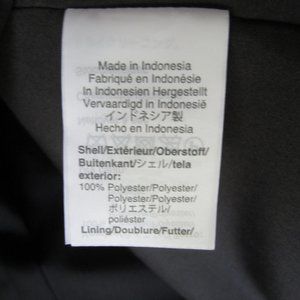 Made in Indonesia
Fabriqué en Indonésie
In Indonesien Hergestellt
Vervaardigd in Indonesië
インドネシア製
Hecho en Indonesia
Shell/Extérieur/Oberstoff/
Buitenkant/シェル/tela
exterior:
100% Polyester/Polyester/
Polyester/Polyester/
ポリエステル/
poliéster
Lining/Doublure/Futter/